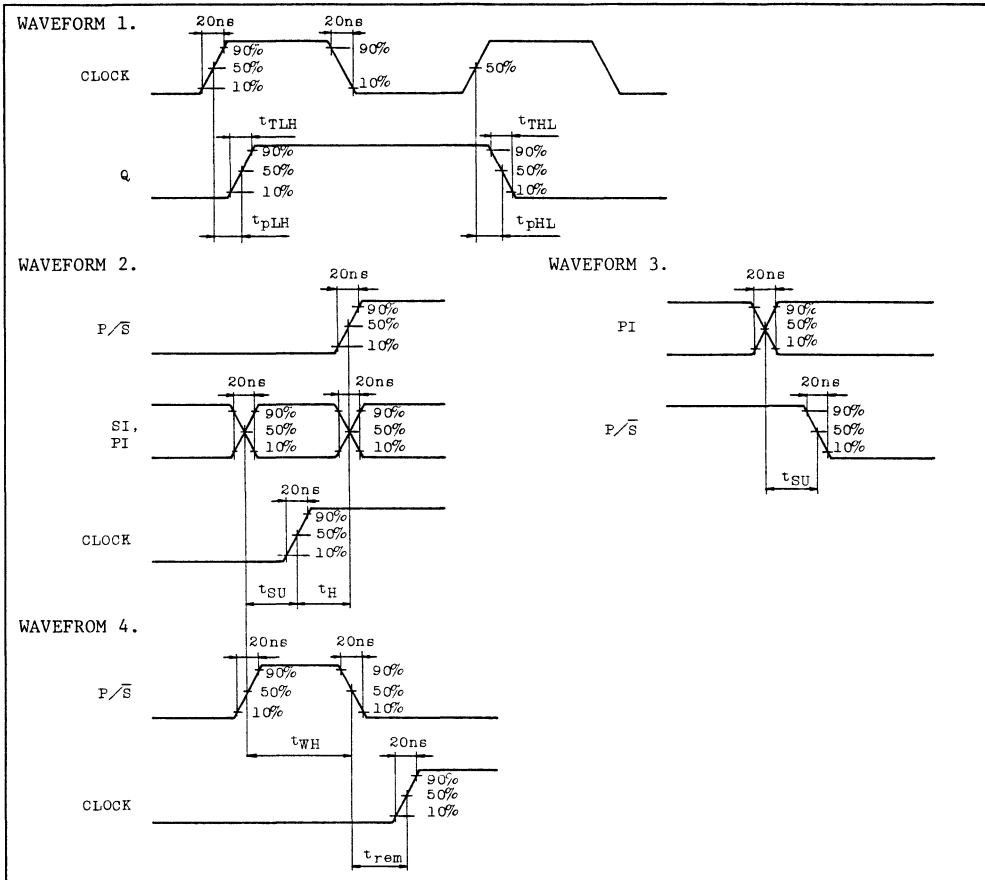 WAVEFORM 1.
20ns 20ns
90% 90%
CLOCK 50% 50%
10% 10%
tTLH tTHL
90% 90%
Q 50% 50%
10% 10%
tpLH tpHL
WAVEFORM 2.
20ns
90%
P/S̅ 50%
10%
20ns 20ns
90% 90%
SI, 50% 50%
PI 10% 10%
20ns
90%
CLOCK 50%
10%
tSU tH
WAVEFORM 3.
20ns
90%
PI 50%
10%
20ns
90%
P/S̅ 50%
10%
tSU
WAVEFROM 4.
20ns 20ns
90% 90%
P/S̅ 50% 50%
10% 10%
tWH
20ns
90%
CLOCK 50%
10%
trem